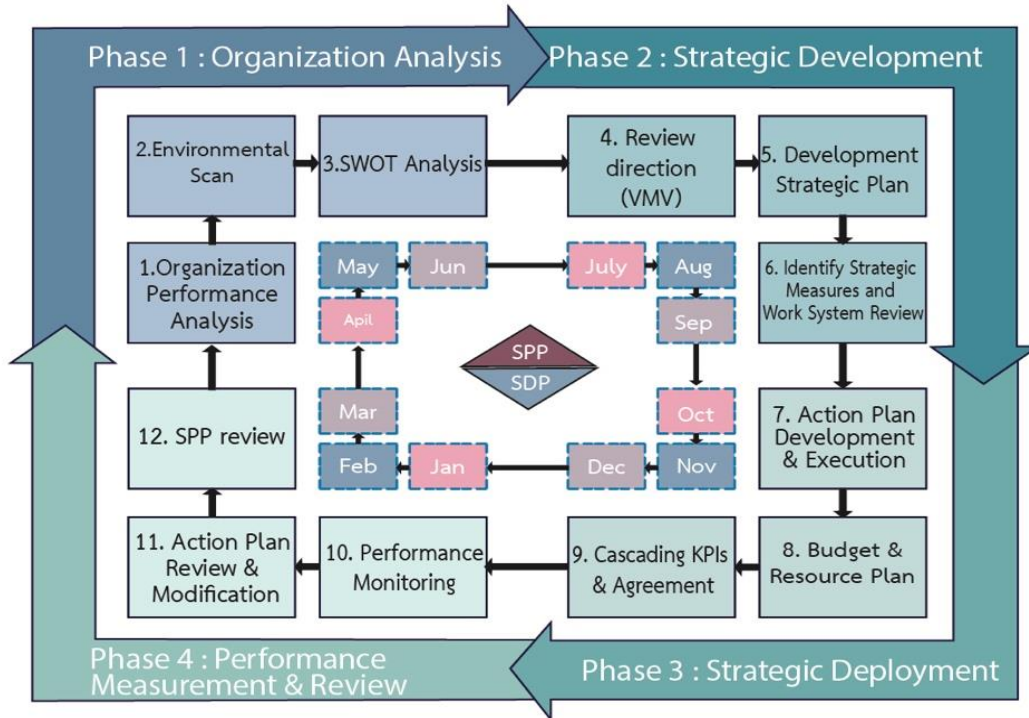 Phase 1 : Organization Analysis
Phase 2 : Strategic Development
2.Environmental
Scan
3.SWOT Analysis
4. Review
direction
(VMV)
5. Development
Strategic Plan
1.Organization
Performance
Analysis
May
Jun
July
Aug
6. Identify Strategic
Measures and
Work System Review
Apil
Sep
SPP
SDP
12. SPP review
Mar
Oct
7. Action Plan
Development
& Execution
Feb
Jan
Dec
Nov
11. Action Plan
Review &
Modification
10. Performance
Monitoring
9. Cascading KPIs
& Agreement
8. Budget &
Resource Plan
Phase 4 : Performance
Measurement & Review
Phase 3 : Strategic Deployment